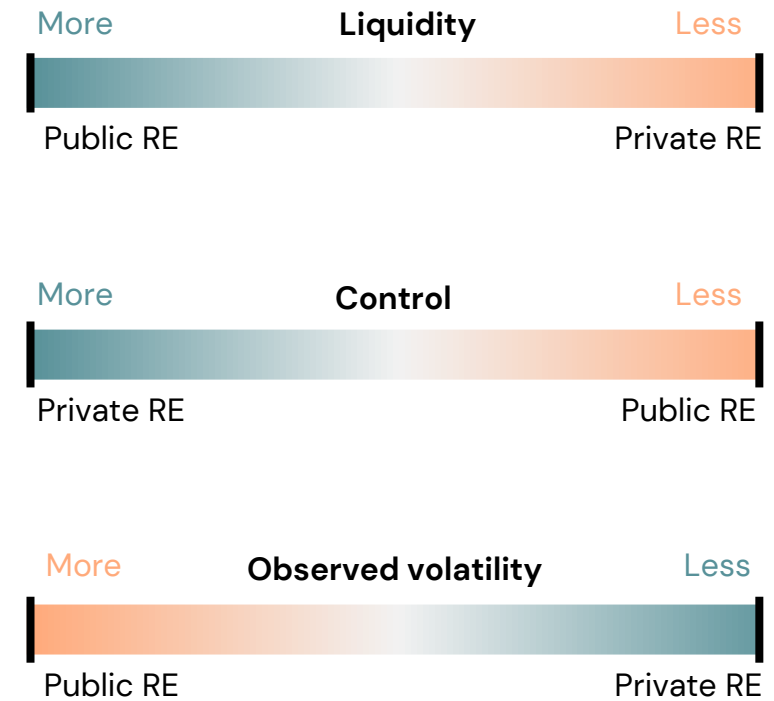 More Liquidity Less
Public RE Private RE
More Control Less
Private RE Public RE
More Observed volatility Less
Public RE Private RE